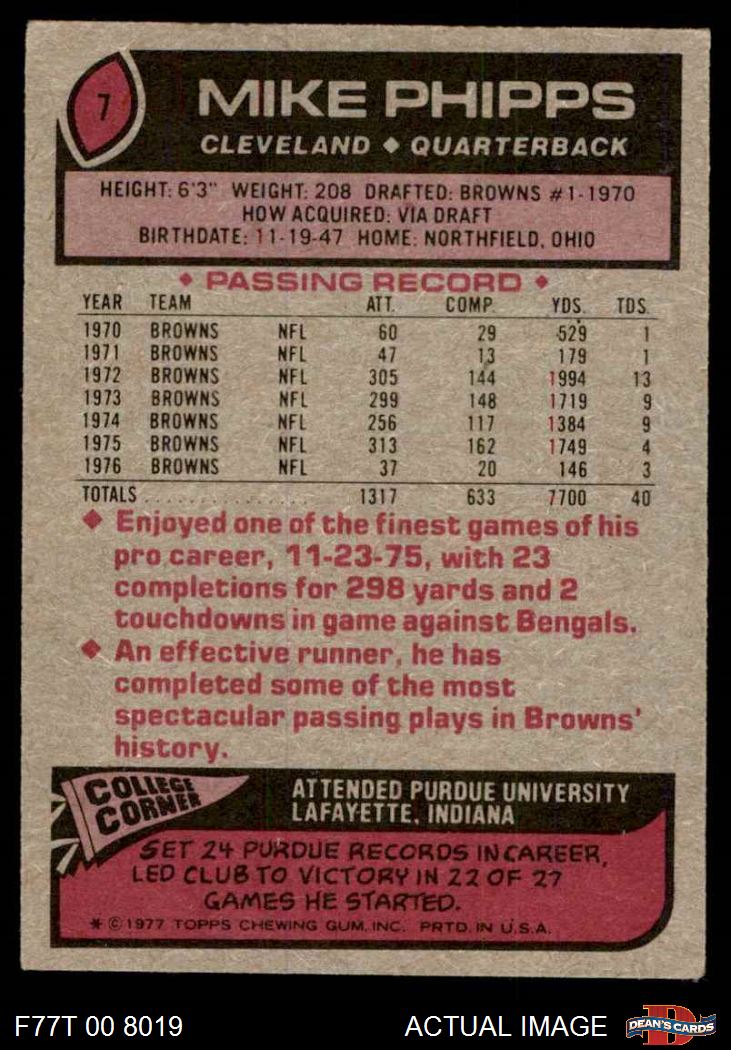 7
MIKE PHIPPS
CLEVELAND ◆ QUARTERBACK
HEIGHT: 6'3" WEIGHT: 208 DRAFTED: BROWNS #1-1970
HOW ACQUIRED: VIA DRAFT
BIRTHDATE: 11-19-47 HOME: NORTHFIELD, OHIO
◆ PASSING RECORD ◆
YEAR TEAM ATT. COMP. YDS. TDS.
1970 BROWNS NFL 60 29 529 1
1971 BROWNS NFL 47 13 179 1
1972 BROWNS NFL 305 144 1994 13
1973 BROWNS NFL 299 148 1719 9
1974 BROWNS NFL 256 117 1384 9
1975 BROWNS NFL 313 162 1749 4
1976 BROWNS NFL 37 20 146 3
TOTALS ................ 1317 633 7700 40
◆ Enjoyed one of the finest games of his
pro career, 11-23-75, with 23
completions for 298 yards and 2
touchdowns in game against Bengals.
◆ An effective runner, he has
completed some of the most
spectacular passing plays in Browns'
history.
COLLEGE
CORNER
ATTENDED PURDUE UNIVERSITY
LAFAYETTE, INDIANA
SET 24 PURDUE RECORDS IN CAREER,
LED CLUB TO VICTORY IN 22 OF 27
GAMES HE STARTED.
* © 1977 TOPPS CHEWING GUM, INC. PRTD. IN U.S.A.
F77T 00 8019 ACTUAL IMAGE
D
DEAN'S CARDS